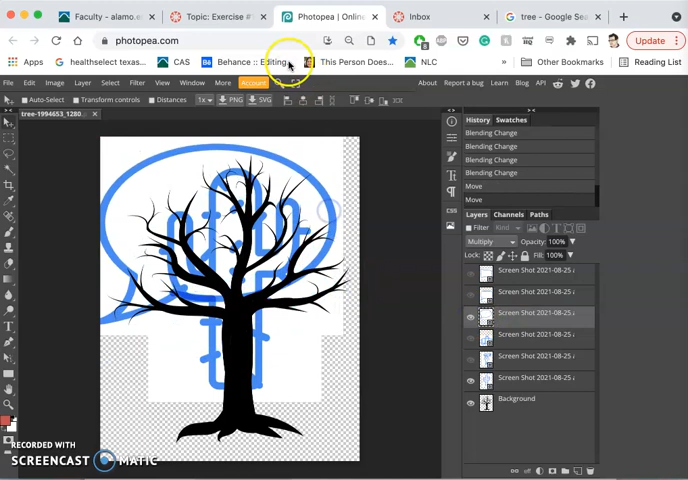 Faculty - alamo.e
Topic: Exercise #
Photopea | Online
Inbox
tree - Google Sea
photopea.com
Update
Apps
healthselect texas...
CAS
Behance :: Editing...
This Person Does...
NLC
Other Bookmarks
Reading List
File Edit Image Layer Select Filter View Window More Account
About Report a bug Learn Blog API
Auto-Select Transform controls Distances 1x PNG SVG
tree-1994653_1280.
History Swatches
Blending Change
Blending Change
Blending Change
Blending Change
Move
Move
Layers Channels Paths
Filter Kind
Multiply Opacity: 100%
Lock: Fill: 100%
Screen Shot 2021-08-25
Screen Shot 2021-08-25
Screen Shot 2021-08-25
Screen Shot 2021-08-25
Screen Shot 2021-08-25
Screen Shot 2021-08-25
Background
CSS
RECORDED WITH
SCREENCAST MATIC